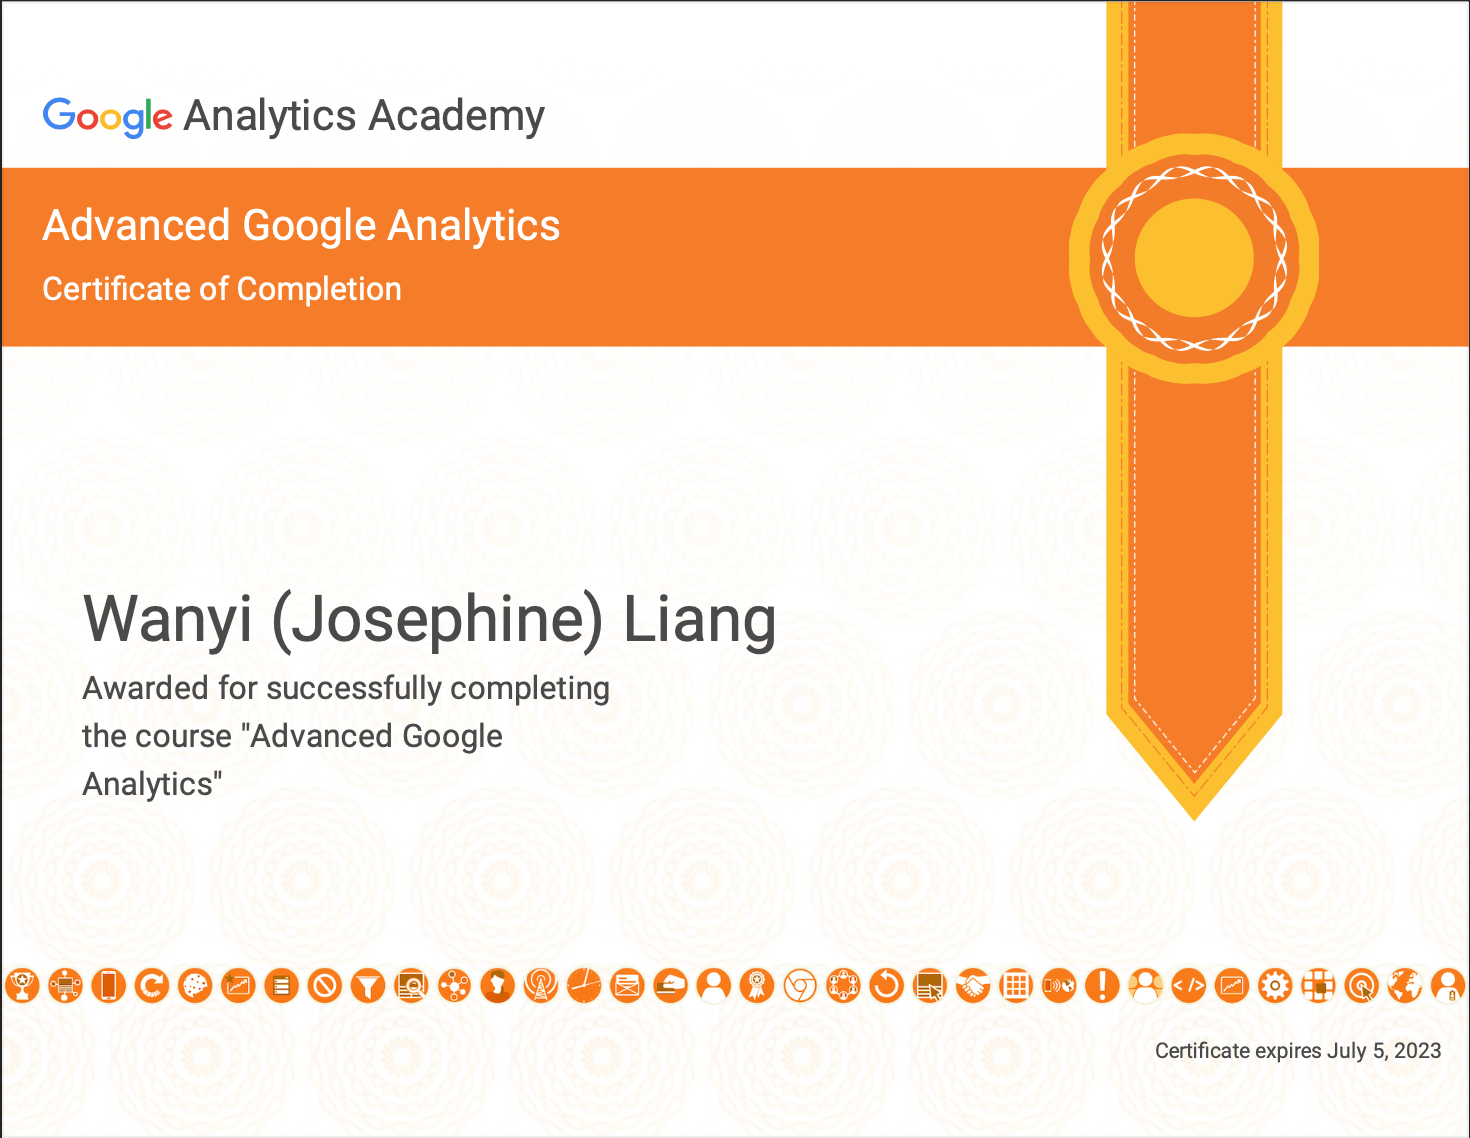 Google Analytics Academy
Advanced Google Analytics
Certificate of Completion
Wanyi (Josephine) Liang
Awarded for successfully completing
the course "Advanced Google
Analytics"
Certificate expires July 5, 2023